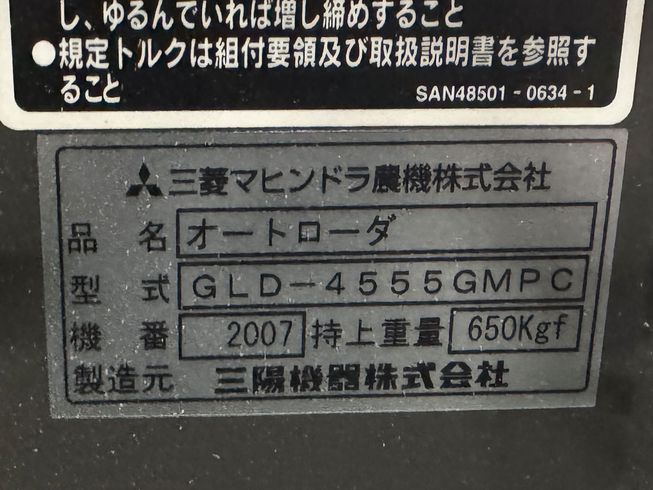 し、ゆるんでいれば増し締めすること
●規定トルクは組付要領及び取扱説明書を参照す
ること
SAN48501-0634-1
三菱マヒンドラ農機株式会社
品 名 オートローダ
型 式 GLD-4555GMPC
機 番 2007 持上重量 650Kgf
製造元 三陽機器株式会社